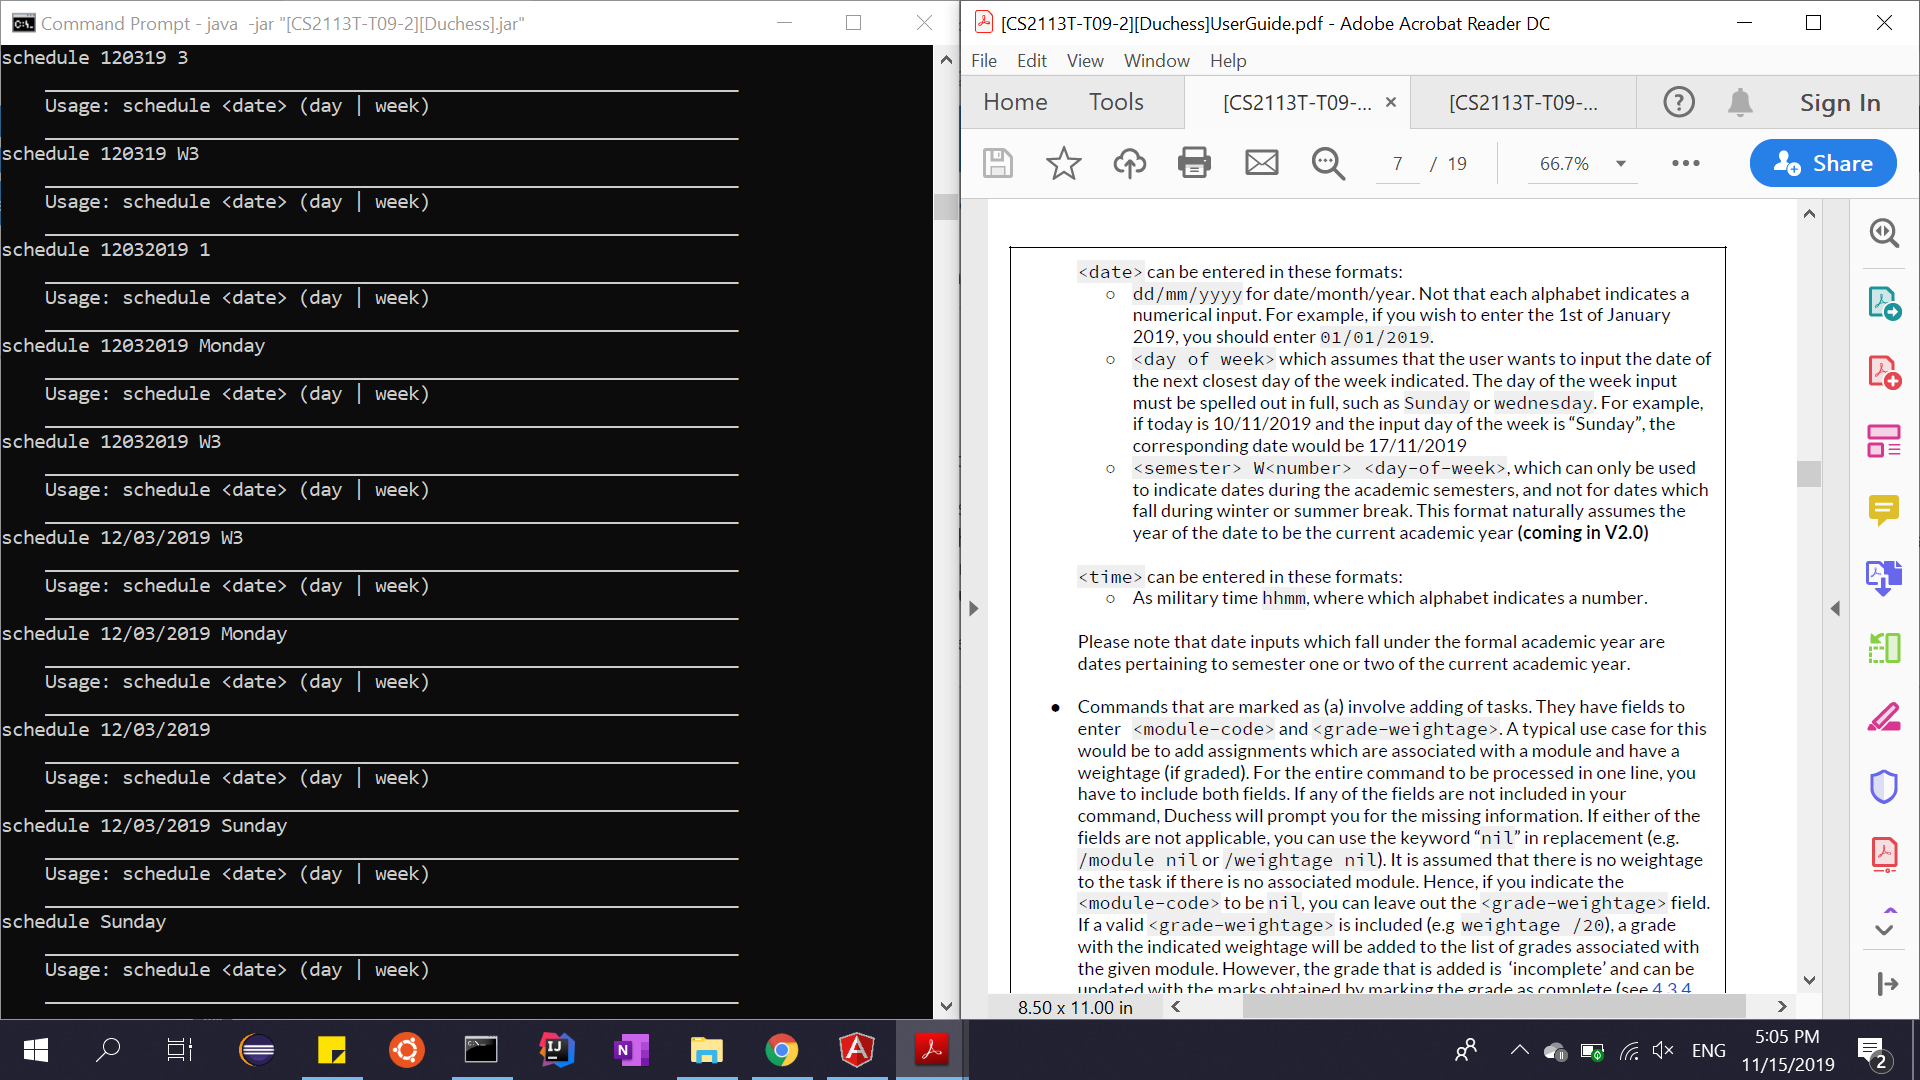 Command Prompt - java -jar "[CS2113T-T09-2][Duchess].jar"
schedule 120319 3
Usage: schedule <date> (day | week)
schedule 120319 W3
Usage: schedule <date> (day | week)
schedule 12032019 1
Usage: schedule <date> (day | week)
schedule 12032019 Monday
Usage: schedule <date> (day | week)
schedule 12032019 W3
Usage: schedule <date> (day | week)
schedule 12/03/2019 W3
Usage: schedule <date> (day | week)
schedule 12/03/2019 Monday
Usage: schedule <date> (day | week)
schedule 12/03/2019
Usage: schedule <date> (day | week)
schedule 12/03/2019 Sunday
Usage: schedule <date> (day | week)
schedule Sunday
Usage: schedule <date> (day | week)
[CS2113T-T09-2][Duchess]UserGuide.pdf - Adobe Acrobat Reader DC
File Edit View Window Help
Home Tools [CS2113T-T09-... × [CS2113T-T09-... Sign In
7 / 19 66.7% Share
<date> can be entered in these formats:
○ dd/mm/yyyy for date/month/year. Not that each alphabet indicates a
numerical input. For example, if you wish to enter the 1st of January
2019, you should enter 01/01/2019.
○ <day of week> which assumes that the user wants to input the date of
the next closest day of the week indicated. The day of the week input
must be spelled out in full, such as Sunday or wednesday. For example,
if today is 10/11/2019 and the input day of the week is “Sunday”, the
corresponding date would be 17/11/2019
○ <semester> W<number> <day-of-week>, which can only be used
to indicate dates during the academic semesters, and not for dates which
fall during winter or summer break. This format naturally assumes the
year of the date to be the current academic year (coming in V2.0)
<time> can be entered in these formats:
○ As military time hhmm, where which alphabet indicates a number.
Please note that date inputs which fall under the formal academic year are
dates pertaining to semester one or two of the current academic year.
● Commands that are marked as (a) involve adding of tasks. They have fields to
enter <module-code> and <grade-weightage>. A typical use case for this
would be to add assignments which are associated with a module and have a
weightage (if graded). For the entire command to be processed in one line, you
have to include both fields. If any of the fields are not included in your
command, Duchess will prompt you for the missing information. If either of the
fields are not applicable, you can use the keyword “nil” in replacement (e.g.
/module nil or /weightage nil). It is assumed that there is no weightage
to the task if there is no associated module. Hence, if you indicate the
<module-code> to be nil, you can leave out the <grade-weightage> field.
If a valid <grade-weightage> is included (e.g weightage /20), a grade
with the indicated weightage will be added to the list of grades associated with
the given module. However, the grade that is added is ‘incomplete’ and can be
updated with the marks obtained by marking the grade as complete (see 4.3.4
8.50 x 11.00 in
ENG
5:05 PM
11/15/2019
2